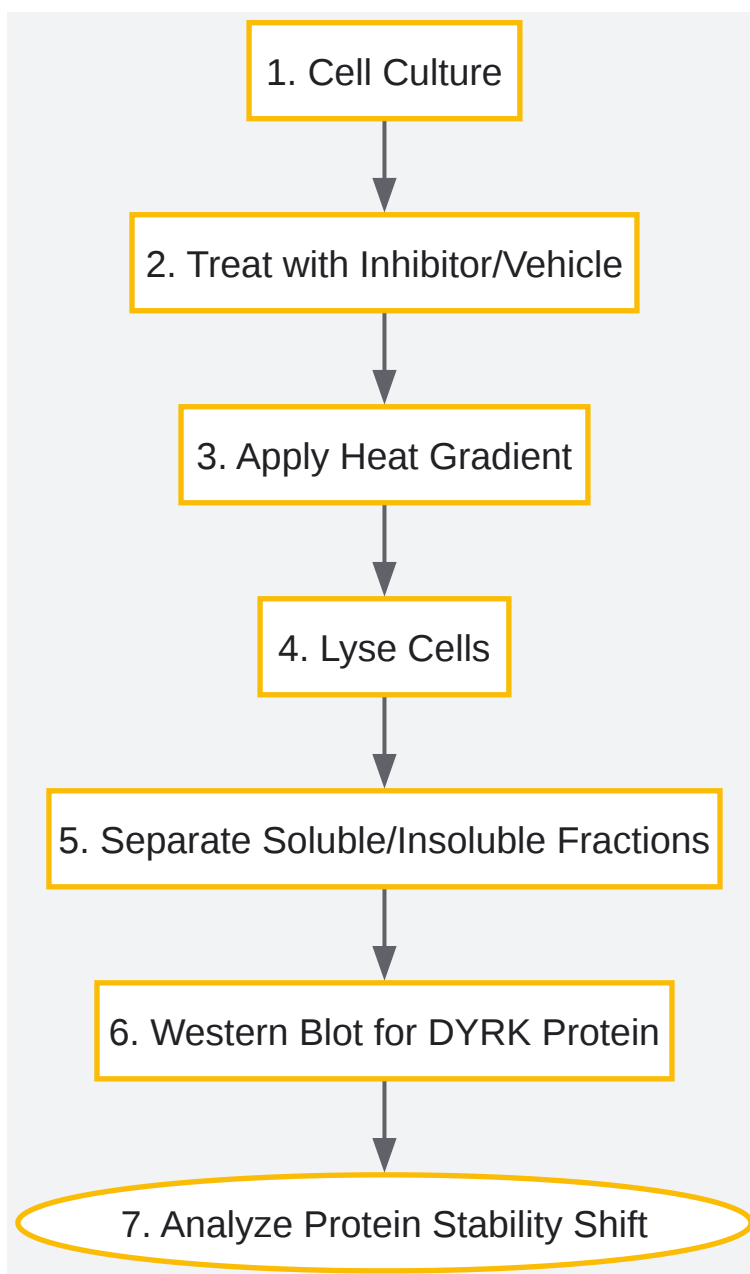 1. Cell Culture
2. Treat with Inhibitor/Vehicle
3. Apply Heat Gradient
4. Lyse Cells
5. Separate Soluble/Insoluble Fractions
6. Western Blot for DYRK Protein
7. Analyze Protein Stability Shift